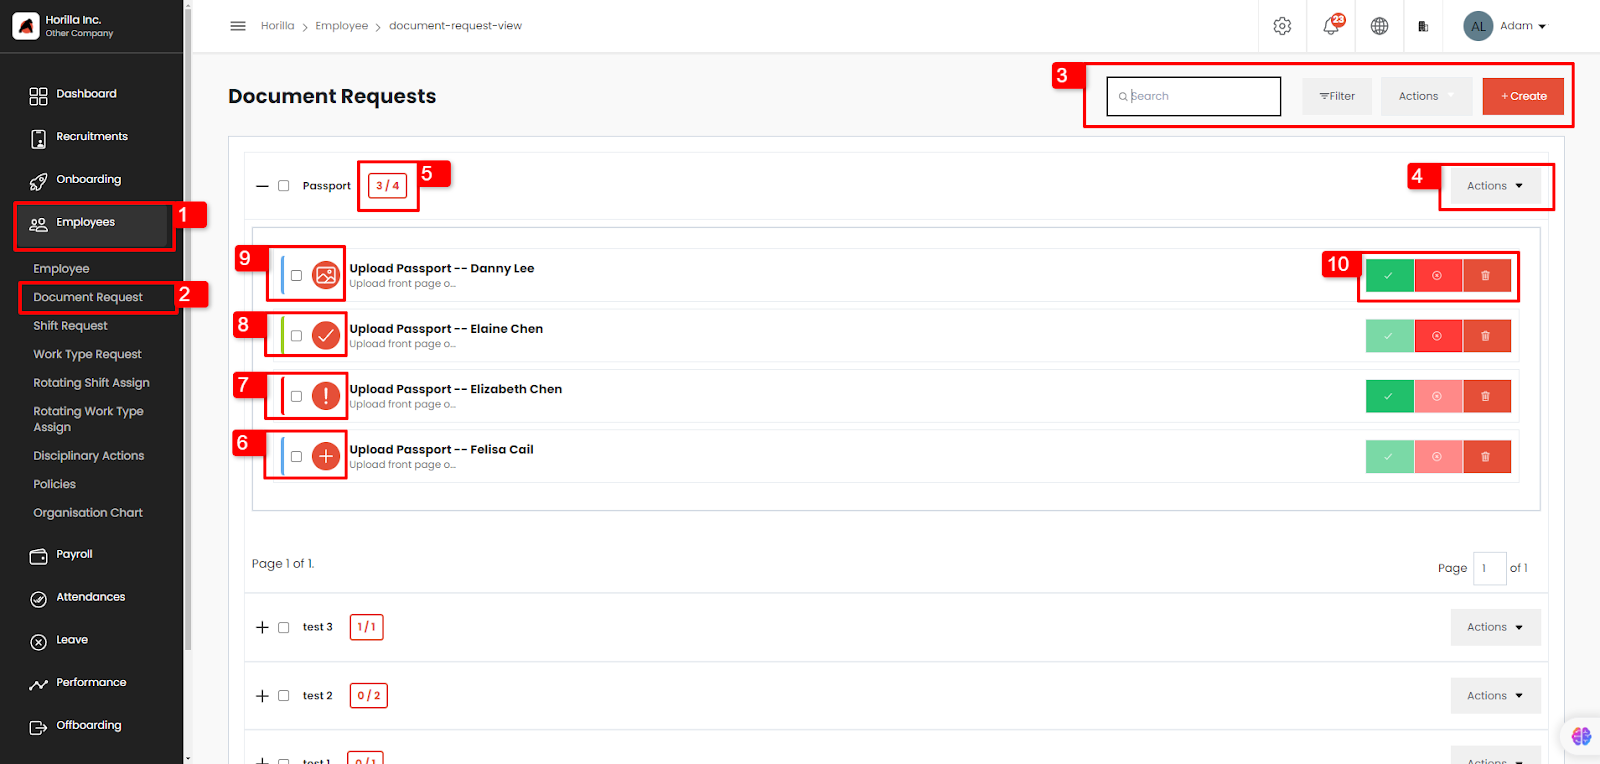 Horilla Inc.
Other Company
Horilla
Employee
document-request-view
23
AL
Adam
Dashboard
Recruitments
Onboarding
Employees
1
Employee
Document Request
2
Shift Request
Work Type Request
Rotating Shift Assign
Rotating Work Type
Assign
Disciplinary Actions
Policies
Organisation Chart
Payroll
Attendances
Leave
Performance
Offboarding
Document Requests
3
Search
Filter
Actions
+ Create
Passport
3 / 4
5
4
Actions
9
Upload Passport -- Danny Lee
Upload front page o...
10
8
Upload Passport -- Elaine Chen
Upload front page o...
7
Upload Passport -- Elizabeth Chen
Upload front page o...
6
Upload Passport -- Felisa Cail
Upload front page o...
Page 1 of 1.
Page 1 of 1
test 3
1 / 1
Actions
test 2
0 / 2
Actions
test 1
0 / 1
Actions